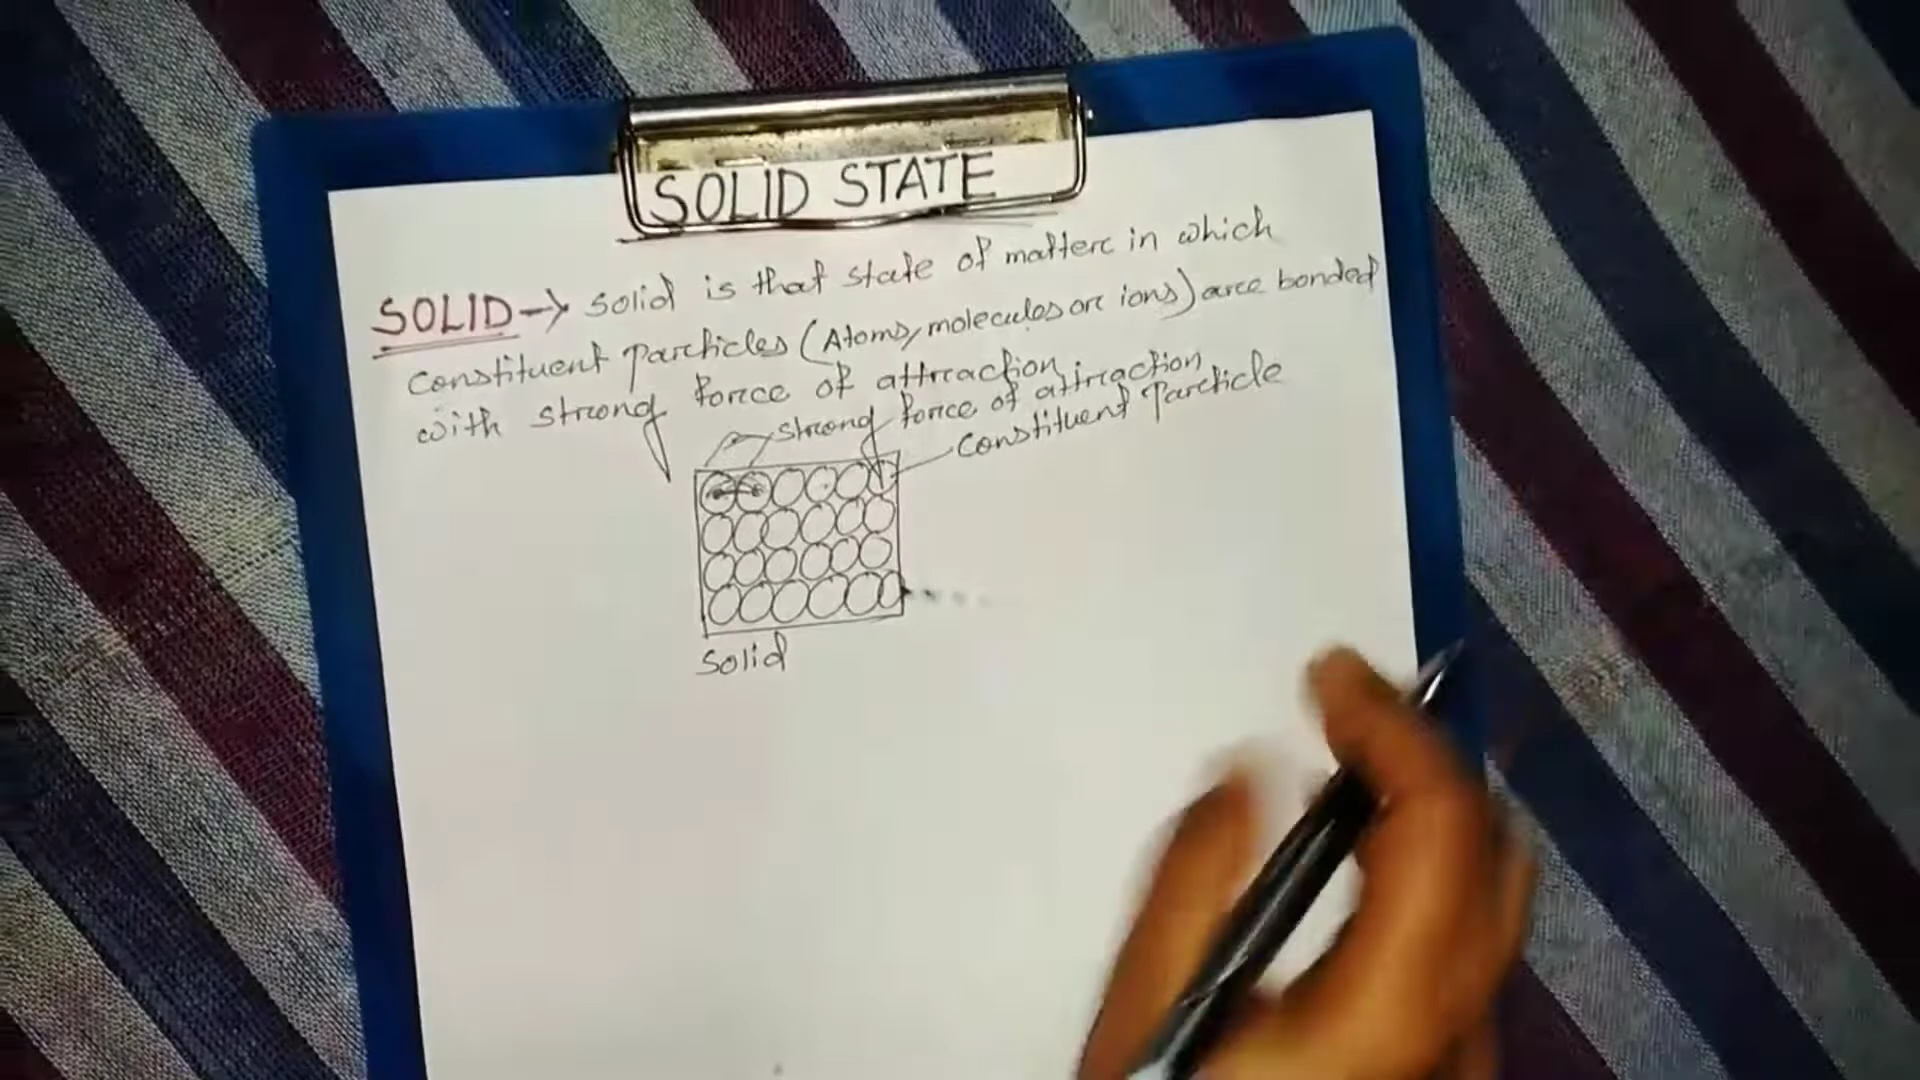 SOLID STATE
SOLID → Solid is that state of matter in which
constituent particles (Atoms, molecules or ions) are bonded
with strong force of attraction.
strong force of attraction
constituent particle
Solid